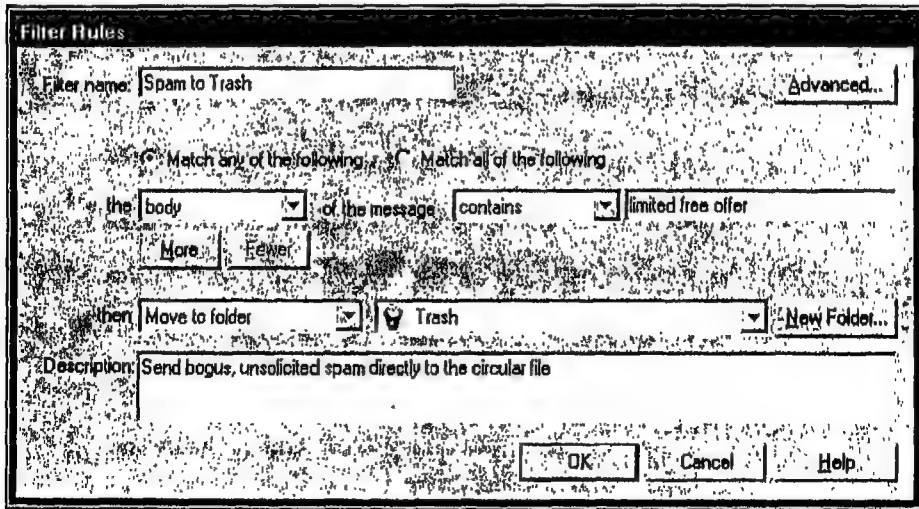 Filter Rules
Filter name: Spam to Trash Advanced...
Match any of the following Match all of the following
the body of the message contains limited free offer
More Fewer
then Move to folder Trash New Folder...
Description: Send bogus, unsolicited spam directly to the circular file
OK Cancel Help